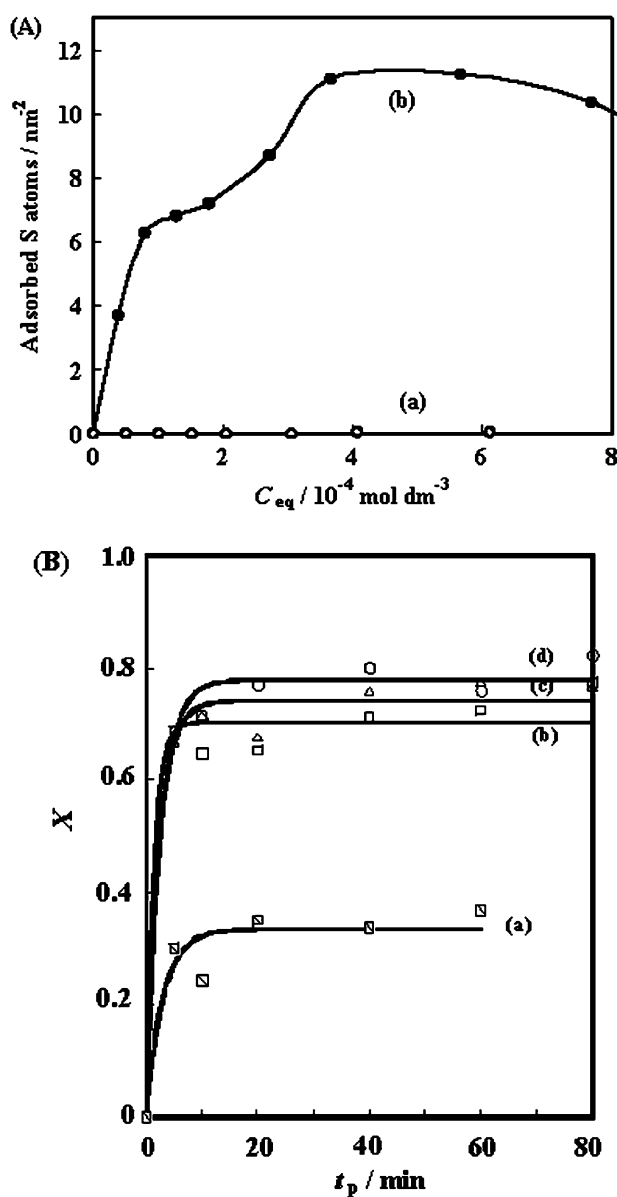 (A)
12
10
8
6
4
2
0
Adsorbed S atoms / nm⁻²
(b)
(a)
0 2 4 6 8
C eq / 10⁻⁴ mol dm⁻³
(B)
1.0
0.8
0.6
0.4
0.2
0
X
(d)
(c)
(b)
(a)
0 20 40 60 80
t p / min